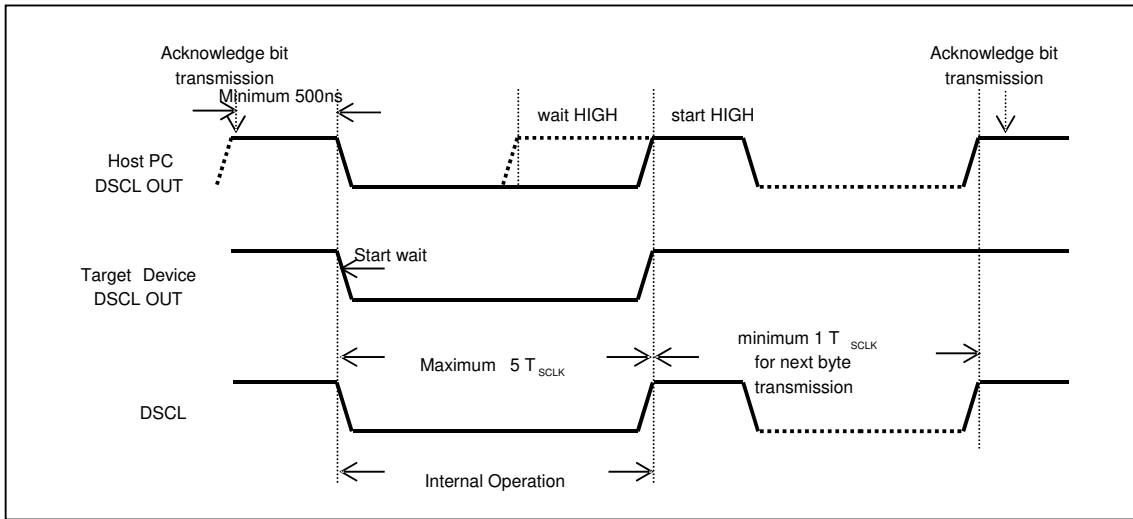 Acknowledge bit
transmission
Acknowledge bit
transmission
Minimum 500ns
wait HIGH
start HIGH
Host PC
DSCL OUT
Start wait
Target Device
DSCL OUT
minimum 1 T SCLK
for next byte
transmission
Maximum 5 T SCLK
DSCL
Internal Operation